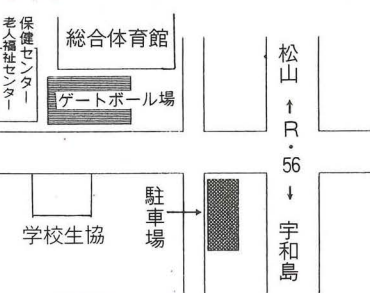 保健センター
老人福祉センター
総合体育館
ゲートボール場
松山
↑
R・56
↓
宇和島
駐車場→
学校生協